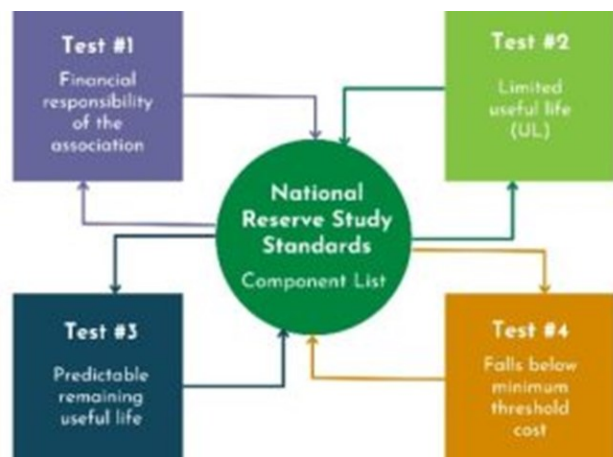 Test #1
Financial
responsibility
of the
association
Test #2
Limited
useful life
(UL)
National
Reserve Study
Standards
Component List
Test #3
Predictable
remaining
useful life
Test #4
Falls below
minimum
threshold
cost